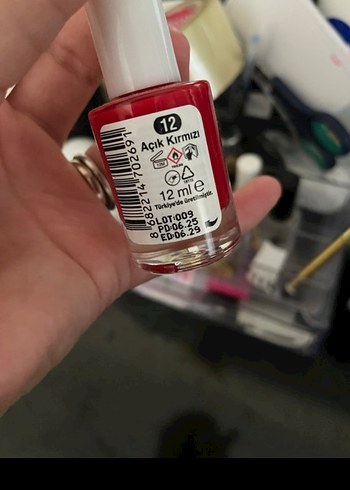 12
Açık Kırmızı
12 ml e
Türkiye'de üretilmiştir.
8 682214 702691
LOT:009
PD:06.25
ED:06.29